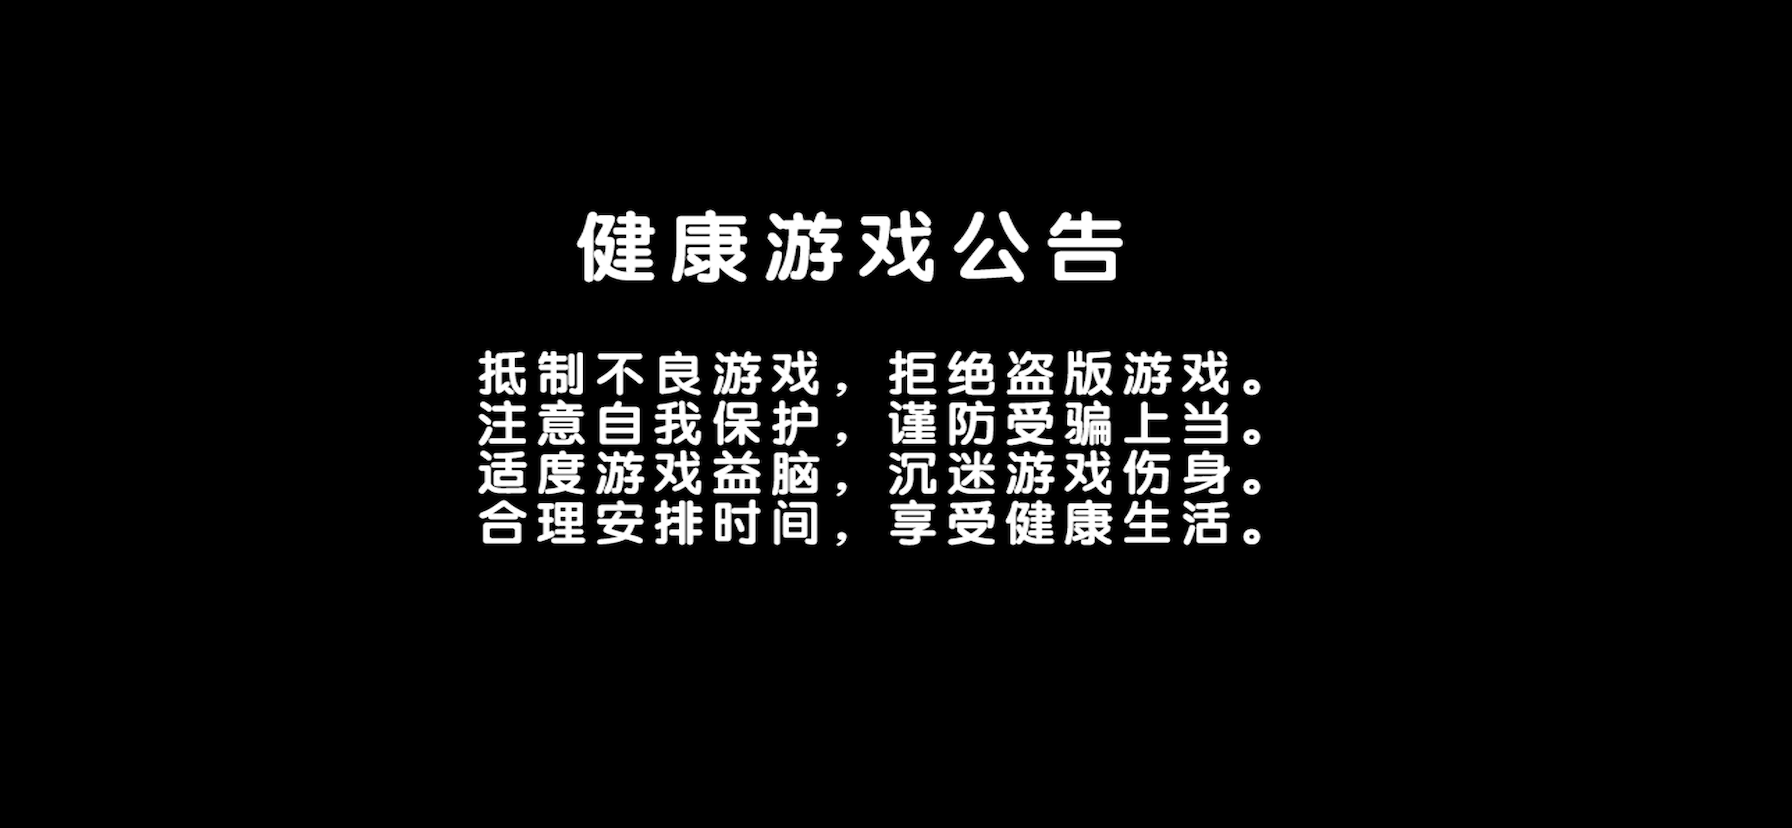 健康游戏公告
抵制不良游戏，拒绝盗版游戏。
注意自我保护，谨防受骗上当。
适度游戏益脑，沉迷游戏伤身。
合理安排时间，享受健康生活。